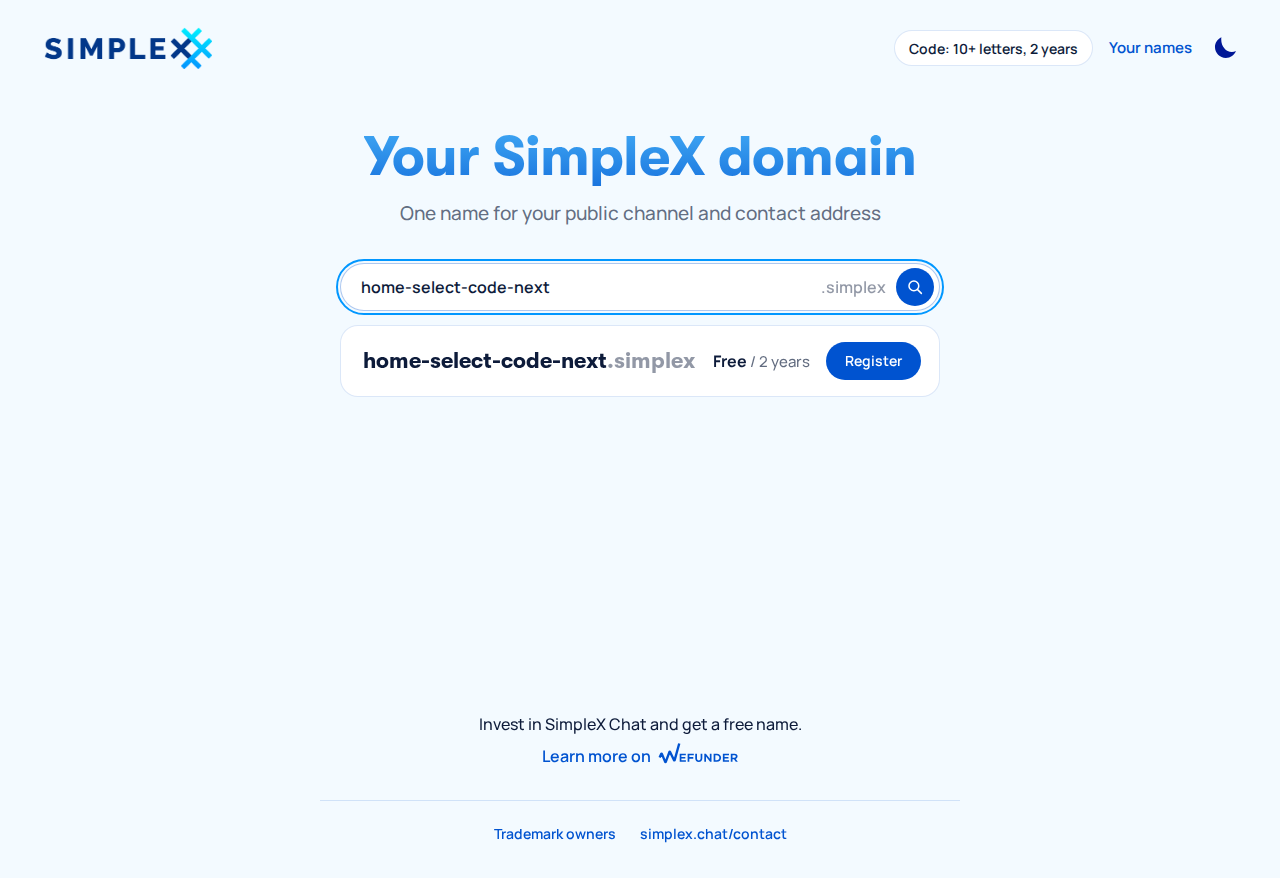 SIMPLEX
Code: 10+ letters, 2 years
Your names
Your SimpleX domain
One name for your public channel and contact address
home-select-code-next
.simplex
home-select-code-next.simplex
Free / 2 years
Register
Invest in SimpleX Chat and get a free name.
Learn more on WEFUNDER
Trademark owners
simplex.chat/contact